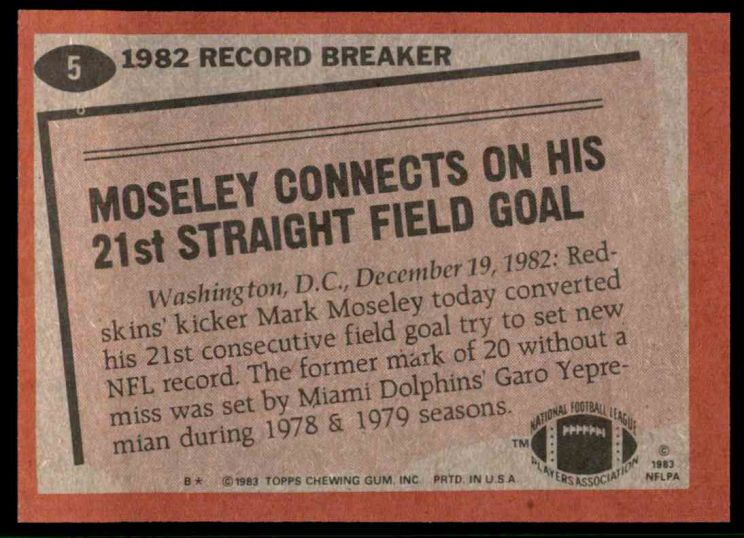 5 1982 RECORD BREAKER
MOSELEY CONNECTS ON HIS
21st STRAIGHT FIELD GOAL
Washington, D.C., December 19, 1982: Red-
skins' kicker Mark Moseley today converted
his 21st consecutive field goal try to set new
NFL record. The former mark of 20 without a
miss was set by Miami Dolphins' Garo Yepre-
mian during 1978 & 1979 seasons.
NATIONAL FOOTBALL LEAGUE
PLAYERS ASSOCIATION
TM
©
1983
NFLPA
B* ©1983 TOPPS CHEWING GUM, INC. PRTD. IN U.S.A.